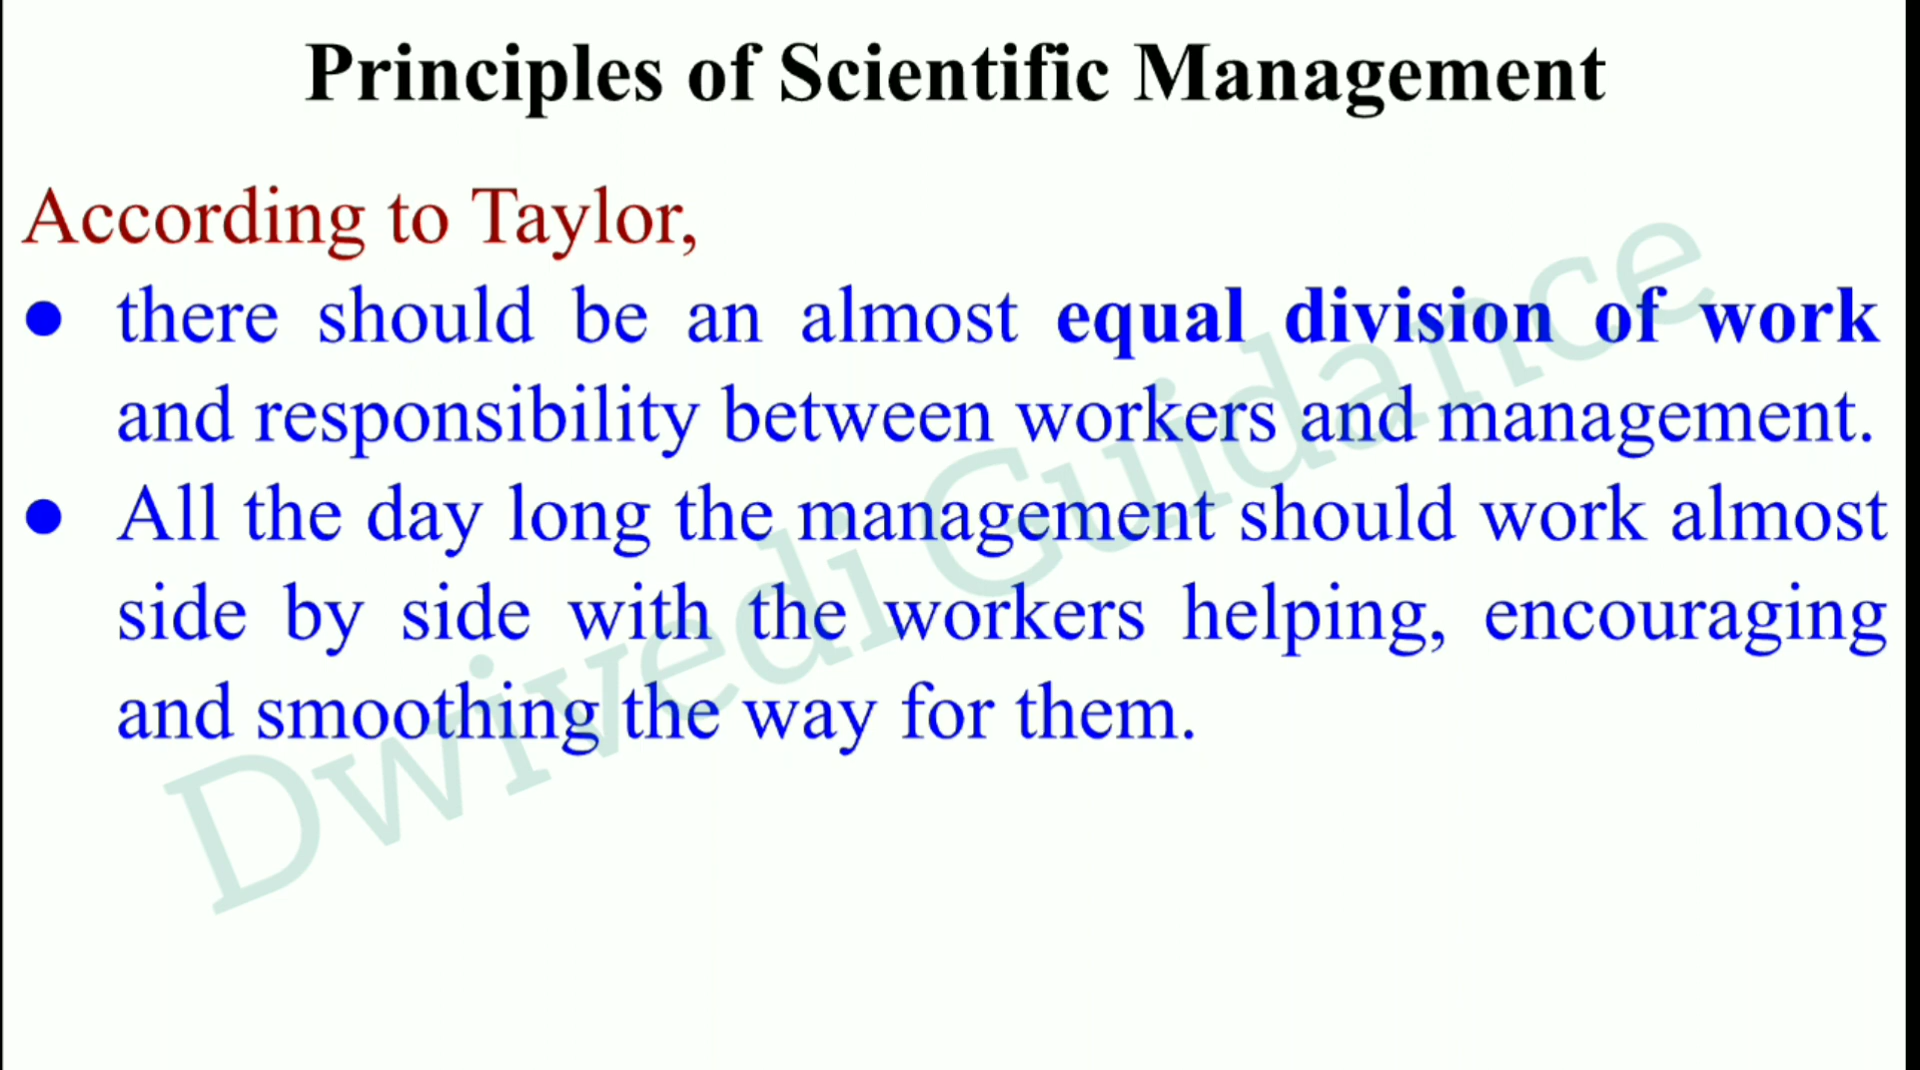 Principles of Scientific Management
According to Taylor,
● there should be an almost equal division of work
and responsibility between workers and management.
● All the day long the management should work almost
side by side with the workers helping, encouraging
and smoothing the way for them.
Dwivedi Guidance